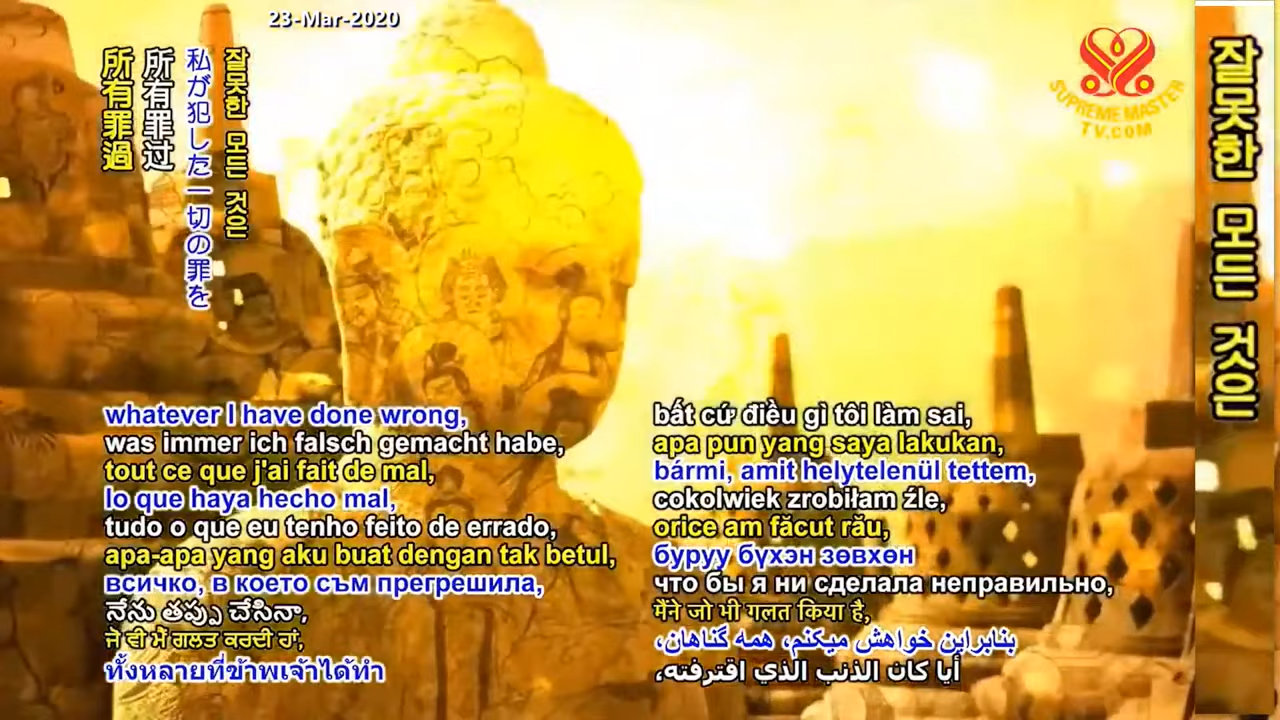 23-Mar-2020
SUPREME MASTER
TV.COM
잘못한 모든 것은
私が犯した一切の罪を
所有罪过
所有罪過
잘못한 모든 것은
whatever I have done wrong,
was immer ich falsch gemacht habe,
tout ce que j'ai fait de mal,
lo que haya hecho mal,
tudo o que eu tenho feito de errado,
apa-apa yang aku buat dengan tak betul,
всичко, в което съм прегрешила,
నేను తప్పు చేసినా,
ਜੋ ਵੀ ਮੈਂ ਗਲਤ ਕਰਦੀ ਹਾਂ,
ทั้งหลายที่ข้าพเจ้าได้ทำ
bất cứ điều gì tôi làm sai,
apa pun yang saya lakukan,
bármi, amit helytelenül tettem,
cokolwiek zrobiłam źle,
orice am făcut rău,
буруу бүхэн зөвхөн
что бы я ни сделала неправильно,
मैंने जो भी गलत किया है,
بنابراین خواهش میکنم، همه گناهان،
أيا كان الذنب الذي اقترفته،